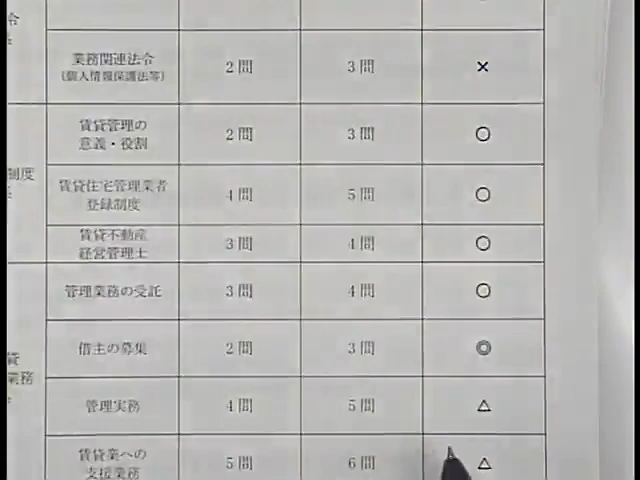 令
業務関連法令
(個人情報保護法等)
2問
3問
×
賃貸管理の
意義・役割
2問
3問
○
制度
賃貸住宅管理業者
登録制度
4問
5問
○
賃貸不動産
経営管理士
3問
4問
○
管理業務の受託
3問
4問
○
借主の募集
2問
3問
◎
貸
業務
管理実務
4問
5問
△
賃貸業への
支援業務
5問
6問
△